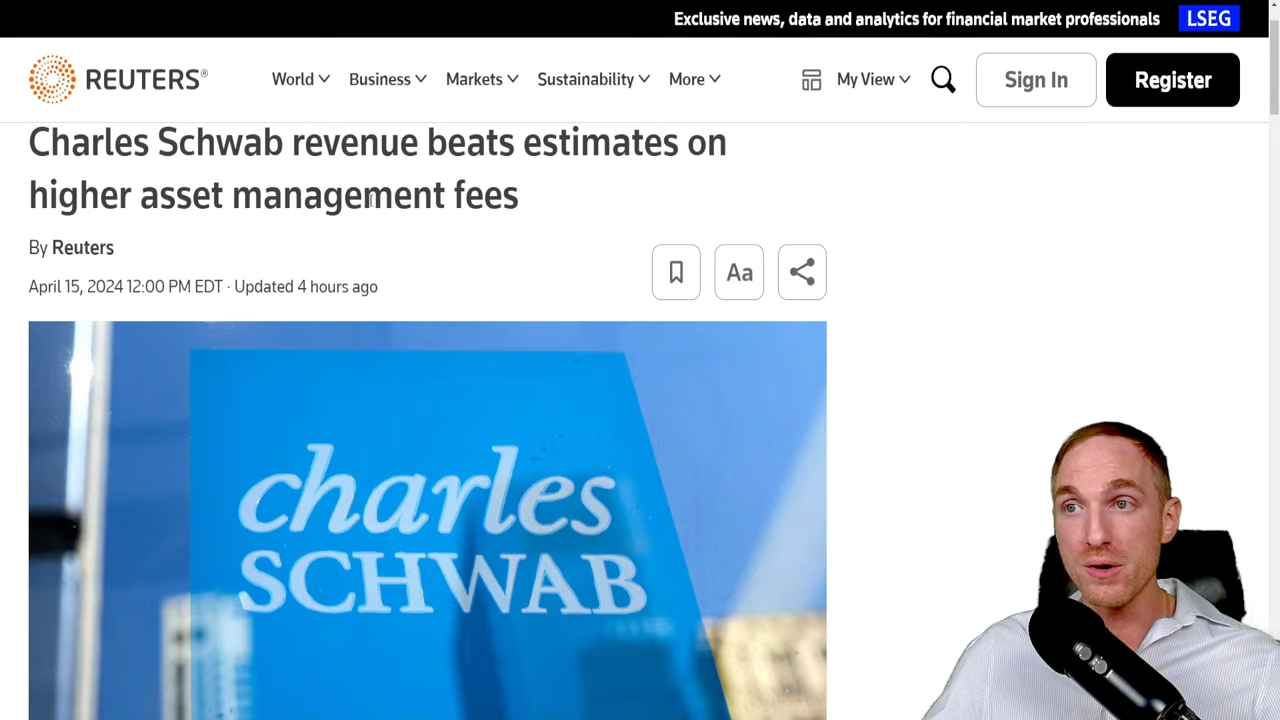 Exclusive news, data and analytics for financial market professionals LSEG
REUTERS® World Business Markets Sustainability More My View Sign In Register
Charles Schwab revenue beats estimates on
higher asset management fees
By Reuters
April 15, 2024 12:00 PM EDT · Updated 4 hours ago
Aa
charles
SCHWAB